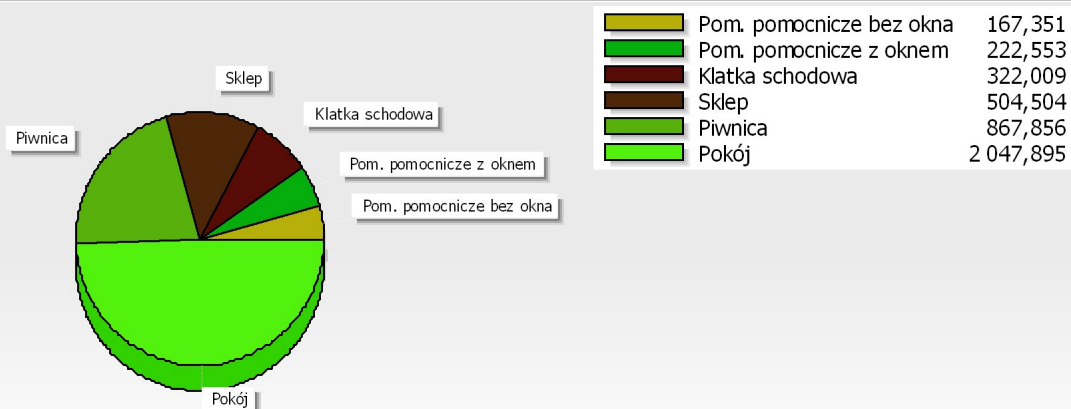 Sklep
Klatka schodowa
Piwnica
Pom. pomocnicze z oknem
Pom. pomocnicze bez okna
Pokój
Pom. pomocnicze bez okna 167,351
Pom. pomocnicze z oknem 222,553
Klatka schodowa 322,009
Sklep 504,504
Piwnica 867,856
Pokój 2 047,895